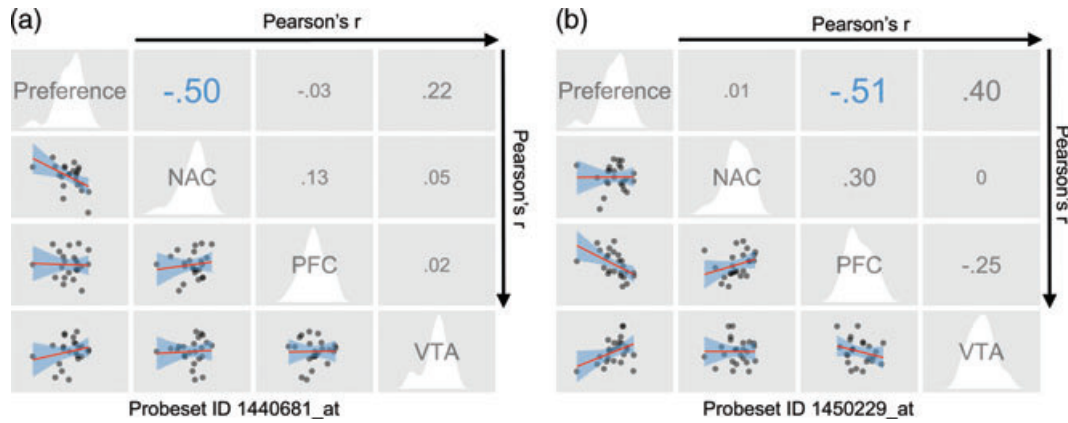 (a)
Pearson's r
Pearson's r
Preference -.50 -.03 .22
NAC .13 .05
PFC .02
VTA
Probeset ID 1440681_at
(b)
Pearson's r
Pearson's r
Preference .01 -.51 .40
NAC .30 0
PFC -.25
VTA
Probeset ID 1450229_at